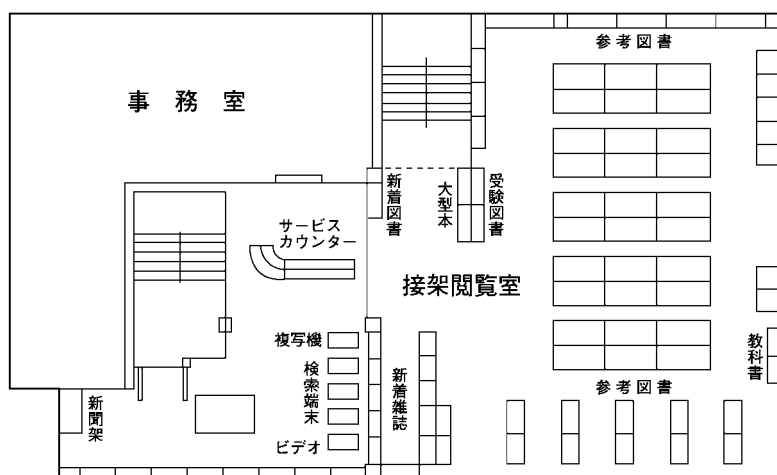 参考図書
事務室
新着図書
大型本
受験図書
サービス
カウンター
接架閲覧室
複写機
検索端末
ビデオ
新着雑誌
教科書
参考図書
新聞架